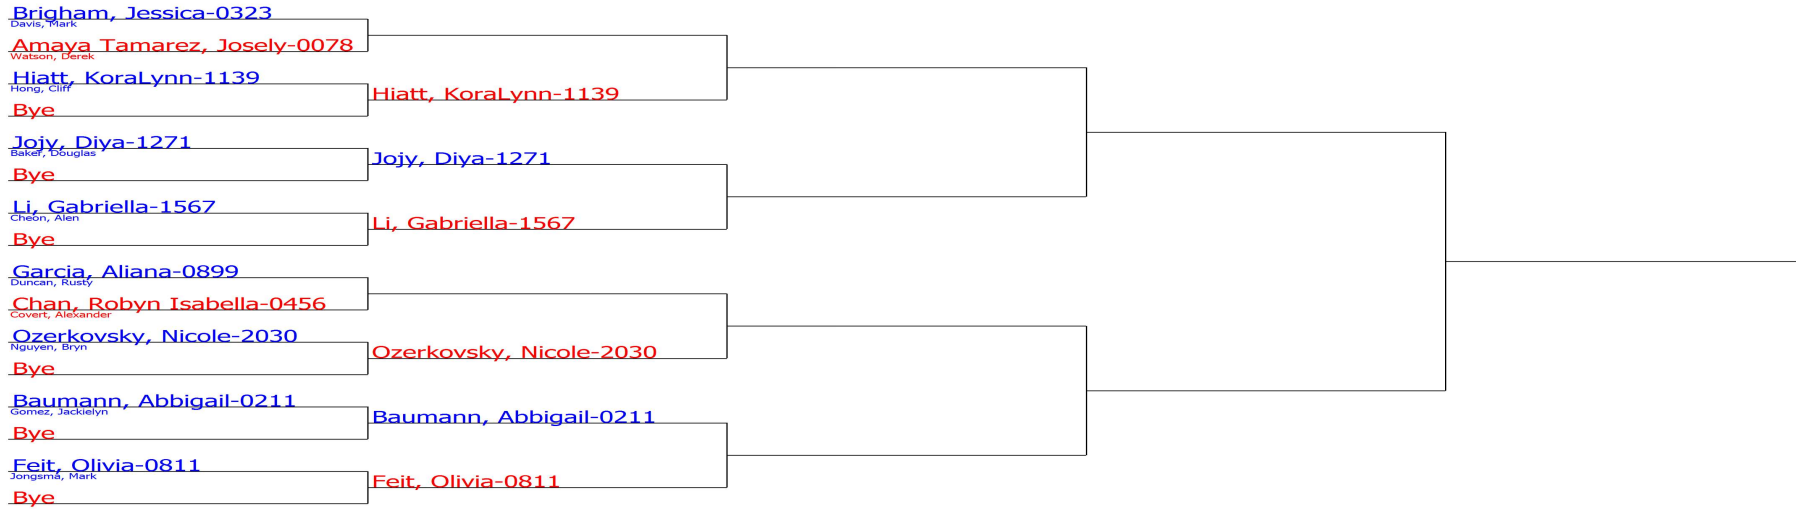 Brigham, Jessica-0323
Davis, Mark
Amaya Tamarez, Josely-0078
Watson, Derek
Hiatt, KoraLynn-1139
Hong, Cliff
Bye
Hiatt, KoraLynn-1139
Jojy, Diya-1271
Baker, Douglas
Bye
Jojy, Diya-1271
Li, Gabriella-1567
Cheon, Alen
Bye
Li, Gabriella-1567
Garcia, Aliana-0899
Duncan, Rusty
Chan, Robyn Isabella-0456
Covert, Alexander
Ozerkovsky, Nicole-2030
Nguyen, Bryn
Bye
Ozerkovsky, Nicole-2030
Baumann, Abbigail-0211
Gomez, Jackielyn
Bye
Baumann, Abbigail-0211
Feit, Olivia-0811
Jongsma, Mark
Bye
Feit, Olivia-0811